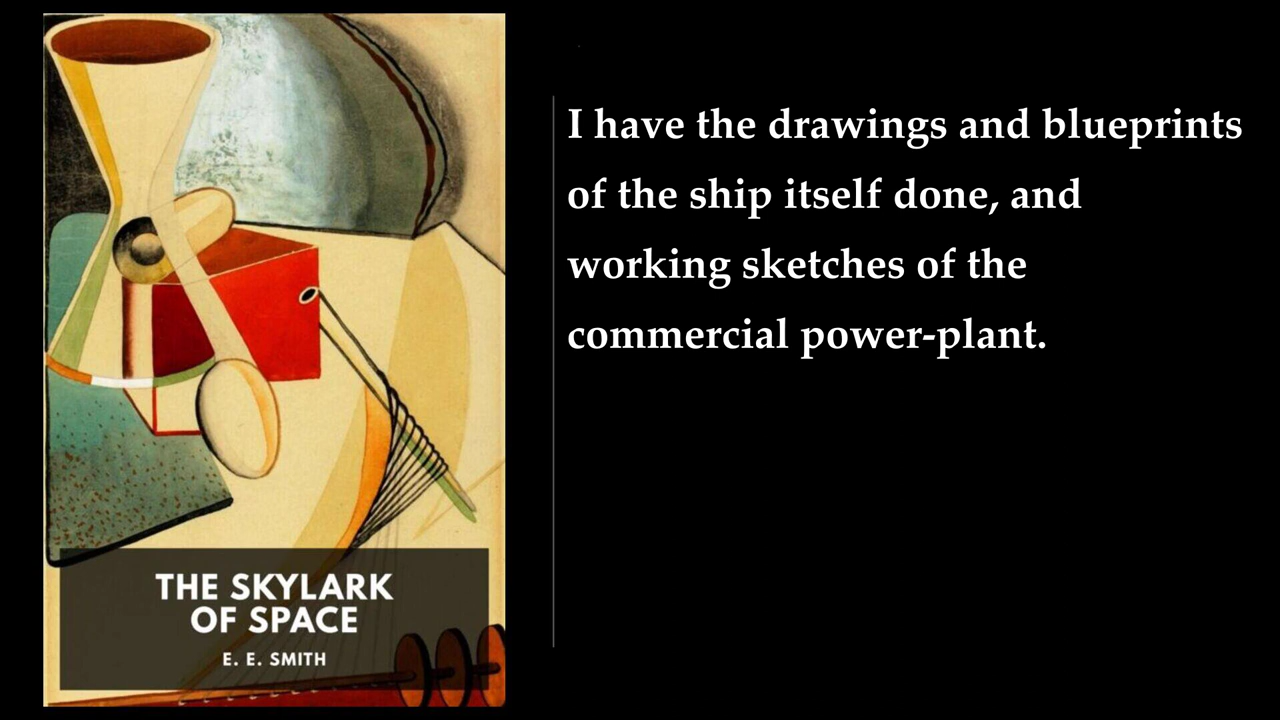 THE SKYLARK
OF SPACE
E. E. SMITH
I have the drawings and blueprints
of the ship itself done, and
working sketches of the
commercial power-plant.